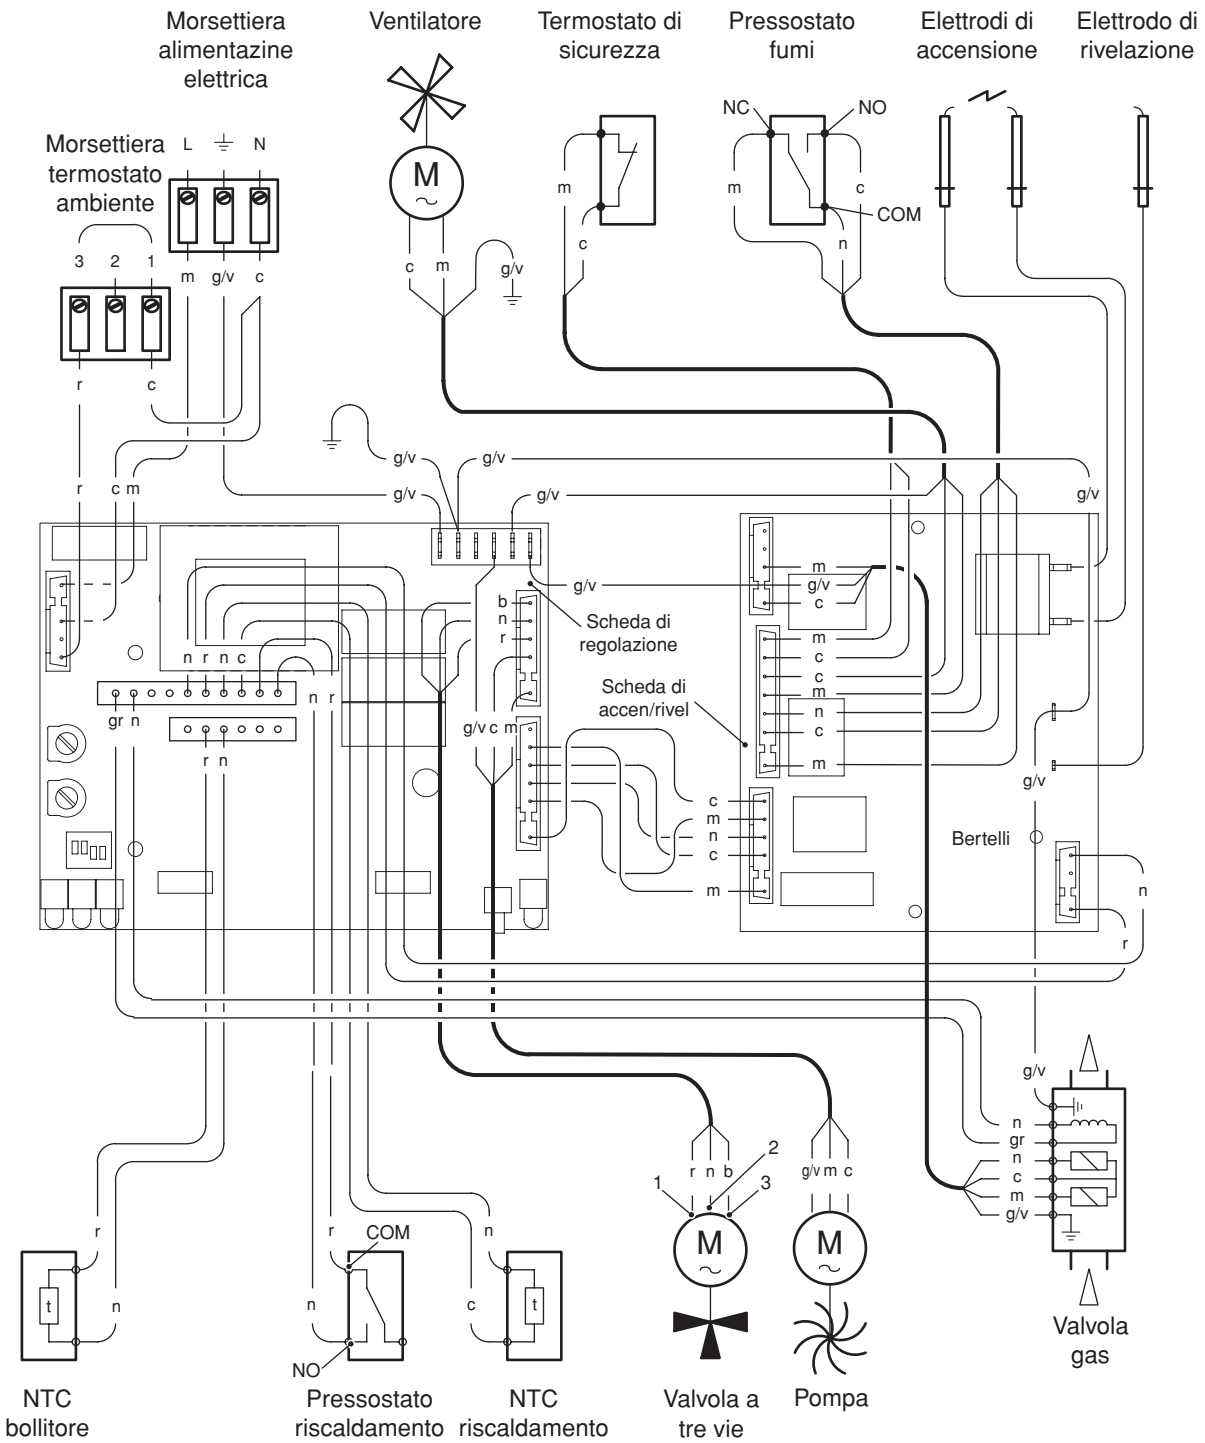 Morsettiera
alimentazine
elettrica
Ventilatore
Termostato di
sicurezza
Pressostato
fumi
Elettrodi di
accensione
Elettrodo di
rivelazione
Morsettiera
termostato
ambiente
L
N
NC
NO
COM
M
m
c
m
c
n
3
2
1
m
g/v
c
c
m
g/v
r
c
g/v
g/v
r
c
m
g/v
g/v
g/v
m
g/v
c
g/v
b
n
r
Scheda di
regolazione
m
c
c
m
n
c
m
n
r
n
c
Scheda di
accen/rivel
gr
n
n
r
g/v
c
m
r
n
g/v
c
m
n
c
m
Bertelli
n
r
g/v
n
gr
n
c
m
g/v
r
n
b
1
2
3
g/v
m
c
M
M
r
n
t
r
COM
n
NO
n
c
t
Valvola
gas
NTC
bollitore
Pressostato
riscaldamento
NTC
riscaldamento
Valvola a
tre vie
Pompa